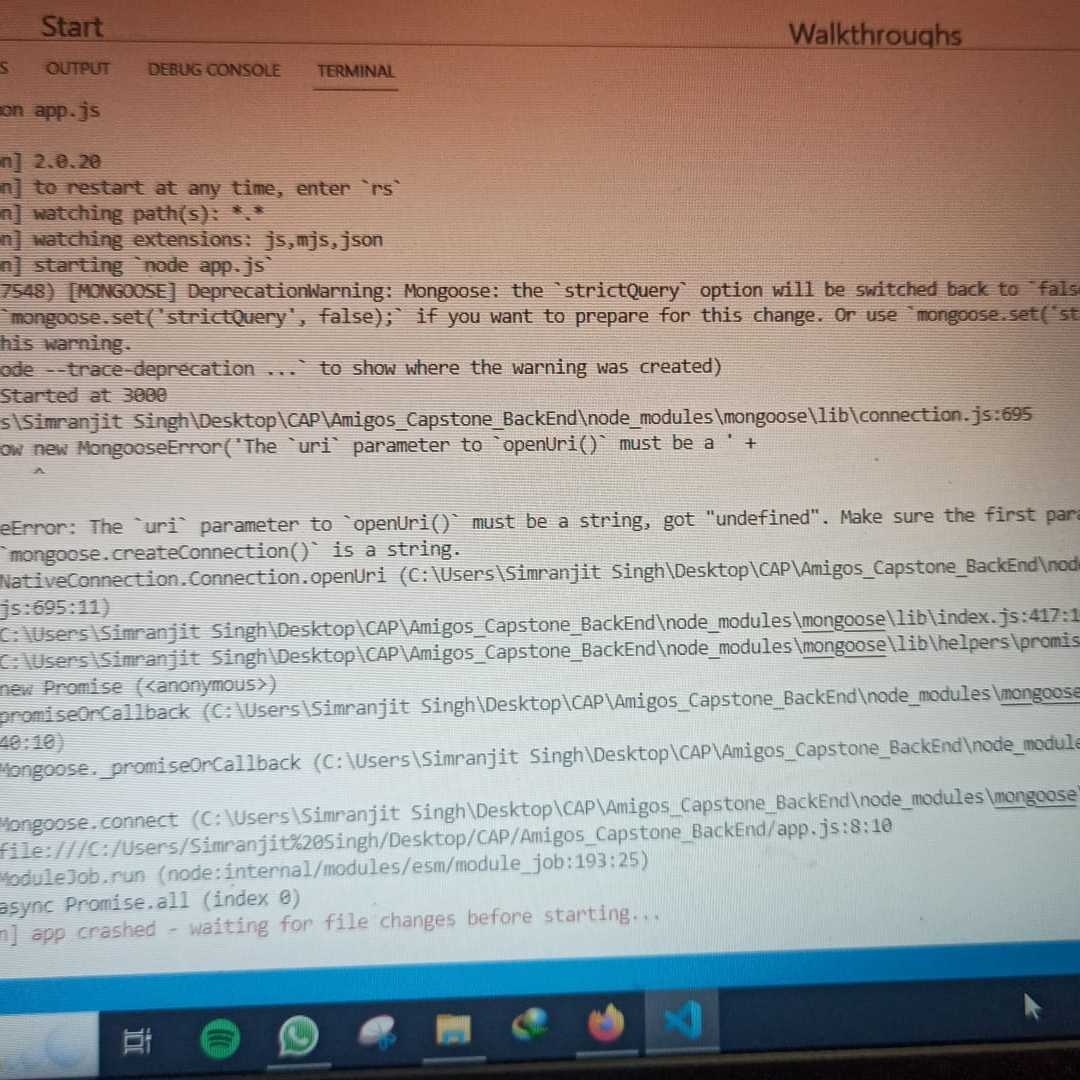 Start
Walkthroughs
S OUTPUT DEBUG CONSOLE TERMINAL
on app.js
n] 2.0.20
n] to restart at any time, enter `rs`
n] watching path(s): *.*
n] watching extensions: js,mjs,json
n] starting `node app.js`
7548) [MONGOOSE] DeprecationWarning: Mongoose: the `strictQuery` option will be switched back to `fals
`mongoose.set('strictQuery', false);` if you want to prepare for this change. Or use `mongoose.set('st
his warning.
ode --trace-deprecation ...` to show where the warning was created)
Started at 3000
s\Simranjit Singh\Desktop\CAP\Amigos_Capstone_BackEnd\node_modules\mongoose\lib\connection.js:695
ow new MongooseError('The `uri` parameter to `openUri()` must be a ' +
^
eError: The `uri` parameter to `openUri()` must be a string, got "undefined". Make sure the first para
`mongoose.createConnection()` is a string.
NativeConnection.Connection.openUri (C:\Users\Simranjit Singh\Desktop\CAP\Amigos_Capstone_BackEnd\node
js:695:11)
C:\Users\Simranjit Singh\Desktop\CAP\Amigos_Capstone_BackEnd\node_modules\mongoose\lib\index.js:417:1
C:\Users\Simranjit Singh\Desktop\CAP\Amigos_Capstone_BackEnd\node_modules\mongoose\lib\helpers\promis
new Promise (<anonymous>)
promiseOrCallback (C:\Users\Simranjit Singh\Desktop\CAP\Amigos_Capstone_BackEnd\node_modules\mongoose
40:10)
Mongoose._promiseOrCallback (C:\Users\Simranjit Singh\Desktop\CAP\Amigos_Capstone_BackEnd\node_module
Mongoose.connect (C:\Users\Simranjit Singh\Desktop\CAP\Amigos_Capstone_BackEnd\node_modules\mongoose\
file:///C:/Users/Simranjit%20Singh/Desktop/CAP/Amigos_Capstone_BackEnd/app.js:8:10
ModuleJob.run (node:internal/modules/esm/module_job:193:25)
async Promise.all (index 0)
n] app crashed - waiting for file changes before starting...